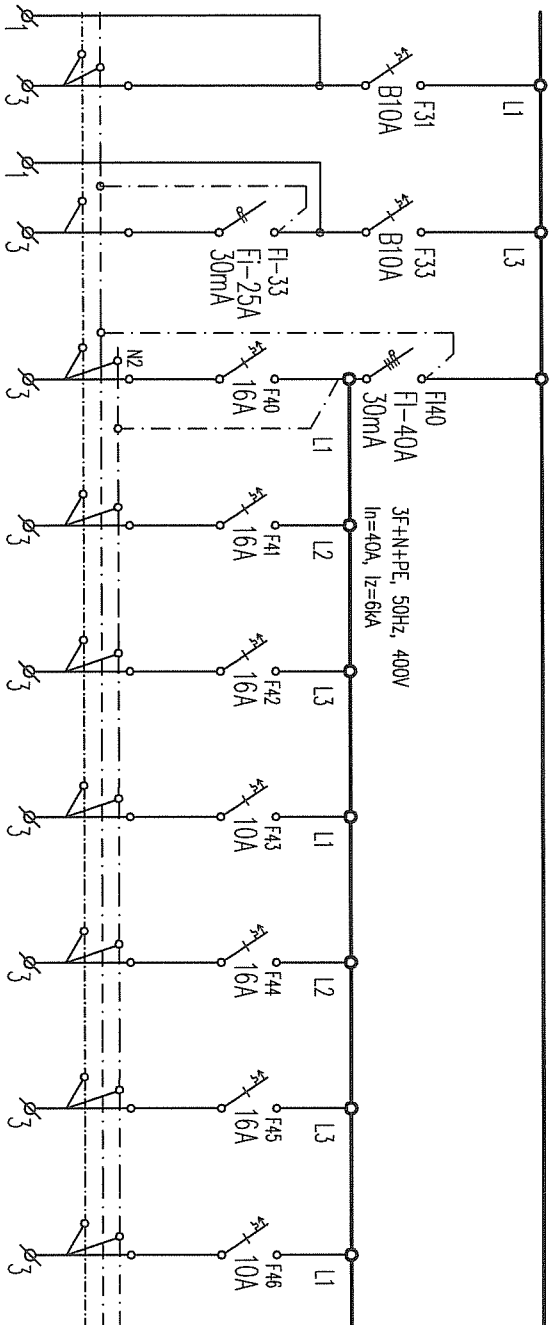 L1
F31
B10A
1
3
L3
F33
B10A
FI-33
Fi-25A
30mA
1
3
FI40
FI-40A
30mA
3F+N+PE, 50Hz, 400V
In=40A, Iz=6kA
L1
F40
16A
N2
3
L2
F41
16A
3
L3
F42
16A
3
L1
F43
10A
3
L2
F44
16A
3
L3
F45
16A
3
L1
F46
10A
3